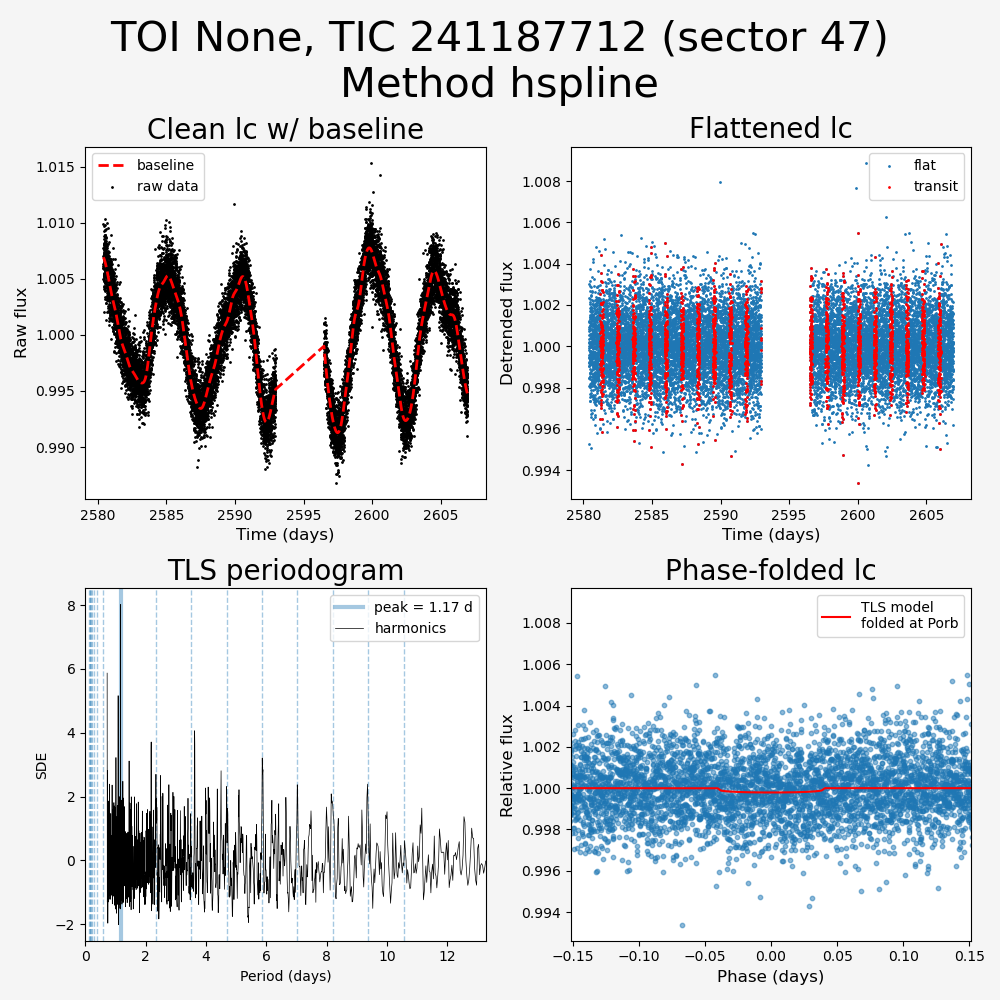 TOI None, TIC 241187712 (sector 47)
Method hspline
Clean lc w/ baseline
baseline
raw data
1.015
1.010
1.005
1.000
0.995
0.990
Raw flux
2580
2585
2590
2595
2600
2605
Time (days)
Flattened lc
flat
transit
1.008
1.006
1.004
1.002
1.000
0.998
0.996
0.994
Detrended flux
2580
2585
2590
2595
2600
2605
Time (days)
TLS periodogram
peak = 1.17 d
harmonics
8
6
4
2
0
−2
SDE
0
2
4
6
8
10
12
Period (days)
Phase-folded lc
TLS model
folded at Porb
1.008
1.006
1.004
1.002
1.000
0.998
0.996
0.994
Relative flux
−0.15
−0.10
−0.05
0.00
0.05
0.10
0.15
Phase (days)